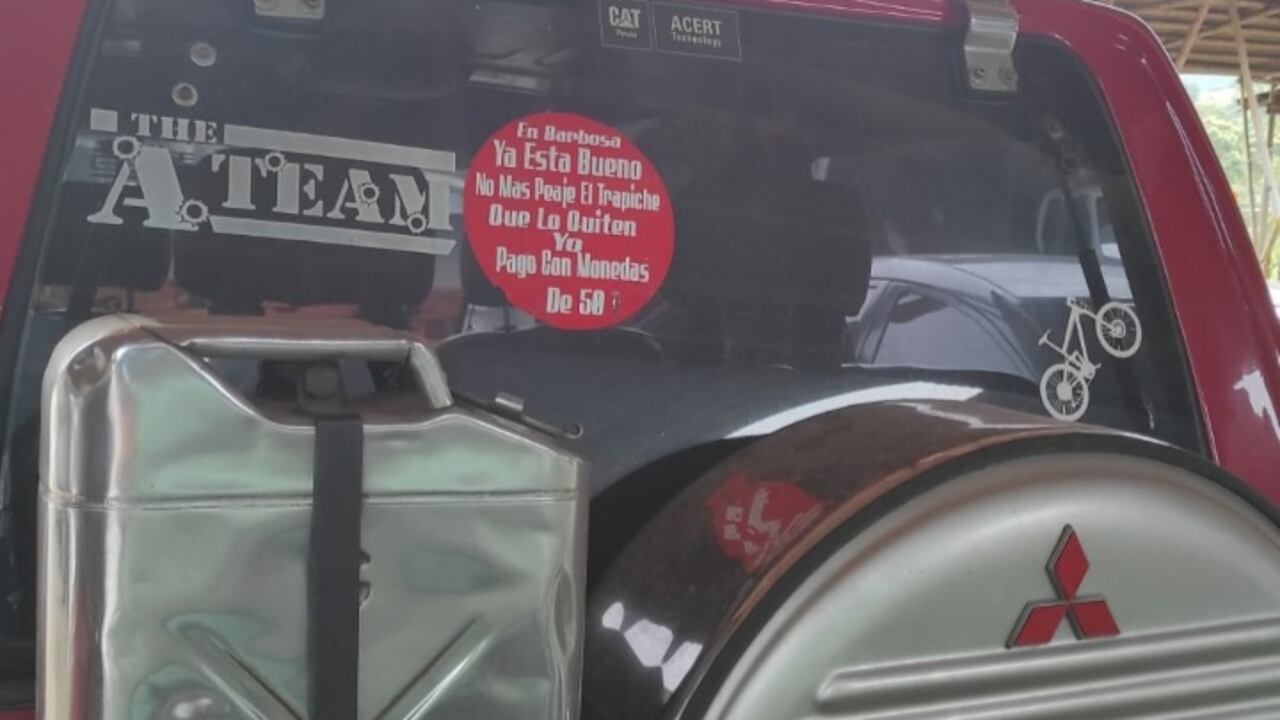 CAT
Power
ACERT
Technology
THE
A TEAM
En Barbosa
Ya Esta Bueno
No Mas Peaje El Trapiche
Que Lo Quiten
Yo
Pago Con Monedas
De 50